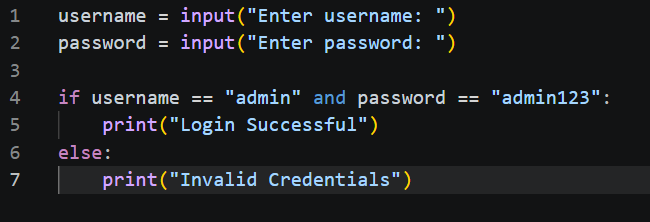 1 username = input("Enter username: ")
2 password = input("Enter password: ")
3
4 if username == "admin" and password == "admin123":
5     print("Login Successful")
6 else:
7     print("Invalid Credentials")